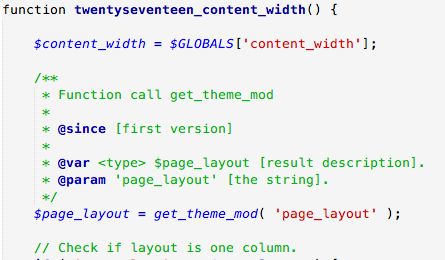 function twentyseventeen_content_width() {
$content_width = $GLOBALS['content_width'];
/**
* Function call get_theme_mod
*
* @since [first version]
*
* @var <type> $page_layout [result description].
* @param 'page_layout' [the string].
*/
$page_layout = get_theme_mod( 'page_layout' );
// Check if layout is one column.